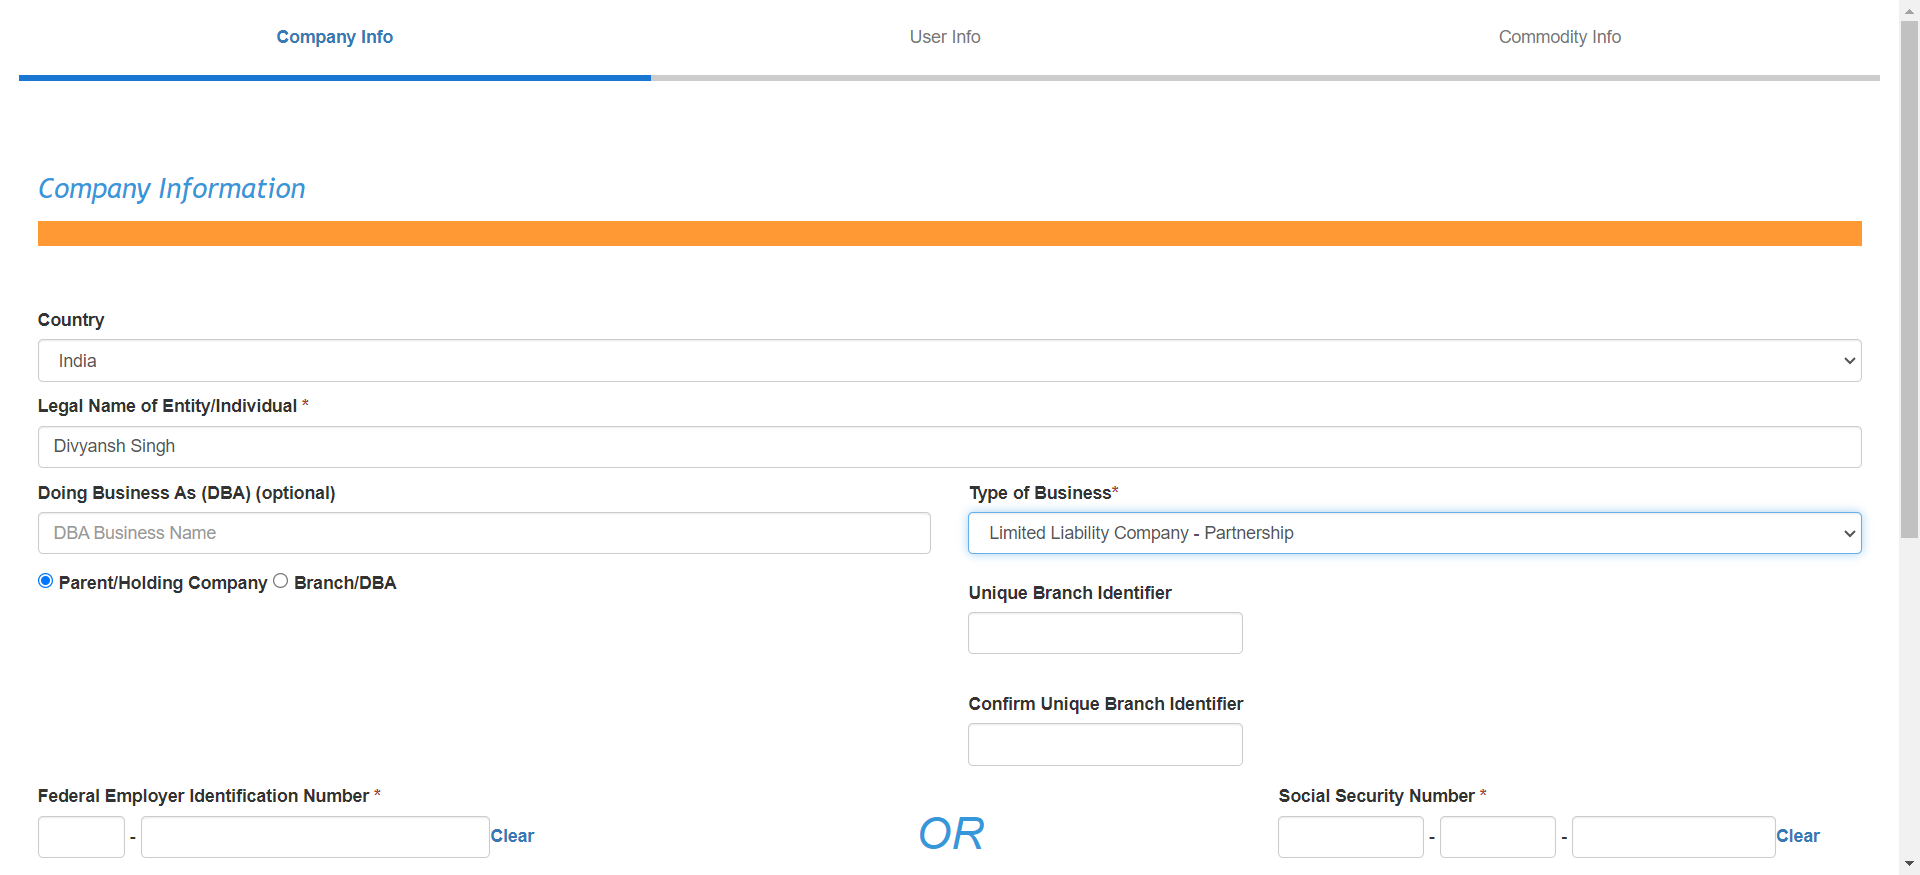 Company Info User Info Commodity Info
Company Information
Country
India
Legal Name of Entity/Individual *
Divyansh Singh
Doing Business As (DBA) (optional) Type of Business*
DBA Business Name Limited Liability Company - Partnership
Parent/Holding Company Branch/DBA
Unique Branch Identifier
Confirm Unique Branch Identifier
Federal Employer Identification Number * Social Security Number *
- Clear OR - - Clear